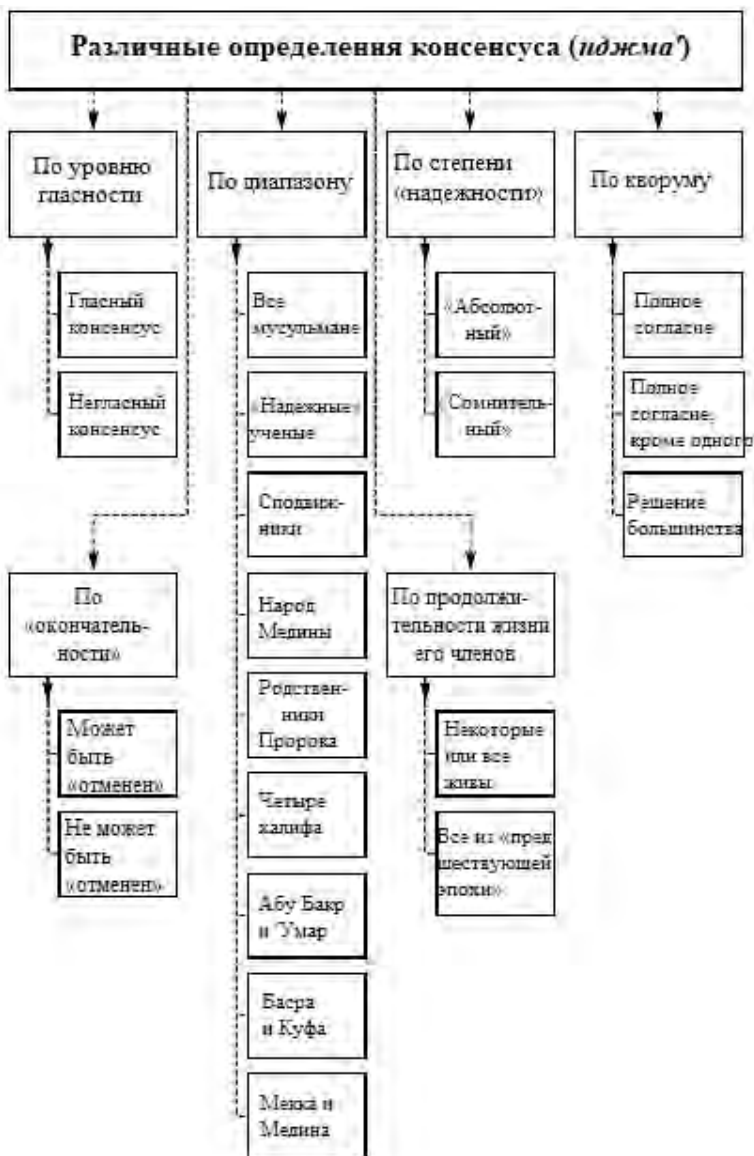 Различные определения консенсуса (иджма')
По уровню
гласности
Гласный
консенсус
Негласный
консенсус
По диапазону
Все
мусульмане
«Надежные»
ученые
Сподвиж-
ники
Народ
Медины
Родствен-
ники
Пророка
Четыре
халифа
Абу Бакр
и 'Умар
Басра
и Куфа
Мекка и
Медина
По степени
«надежности»
«Абсолют-
ный»
«Сомнитель-
ный»
По кворуму
Полное
согласие
Полное
согласие,
кроме одного
Решение
большинства
По
«окончатель-
ности»
Может
быть
«отменен»
Не может
быть
«отменен»
По продолжи-
тельности жизни
его членов
Некоторые
или все
живы
Все из «пред
шествующей
эпохи»